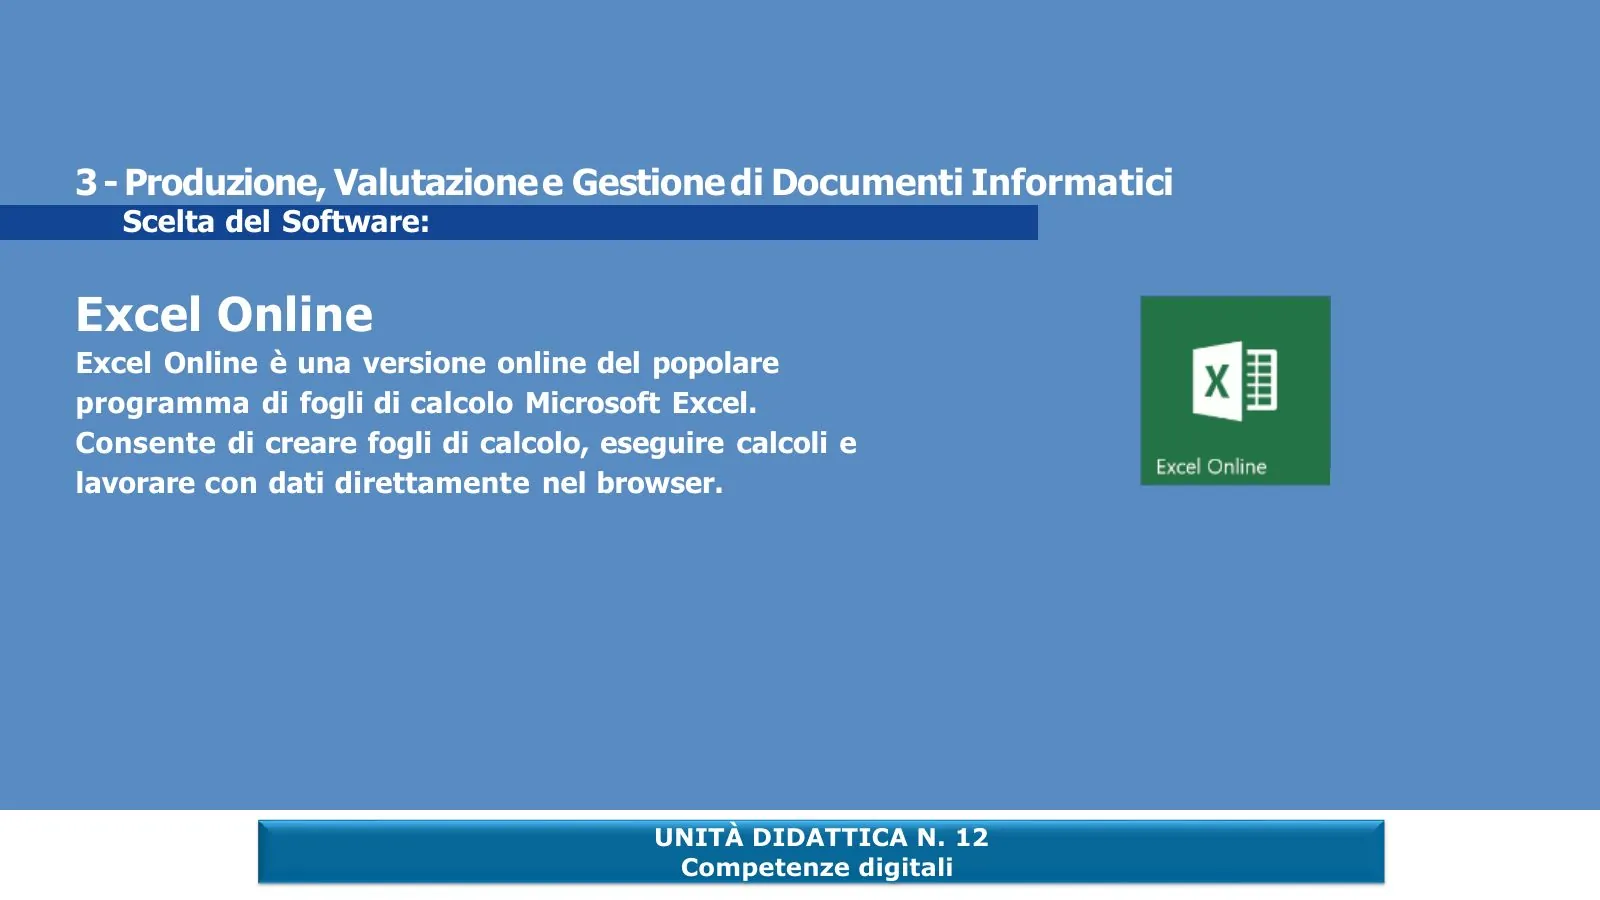 3 - Produzione, Valutazione e Gestione di Documenti Informatici
Scelta del Software:
Excel Online
Excel Online è una versione online del popolare
programma di fogli di calcolo Microsoft Excel.
Consente di creare fogli di calcolo, eseguire calcoli e
lavorare con dati direttamente nel browser.
X
Excel Online
UNITÀ DIDATTICA N. 12
Competenze digitali